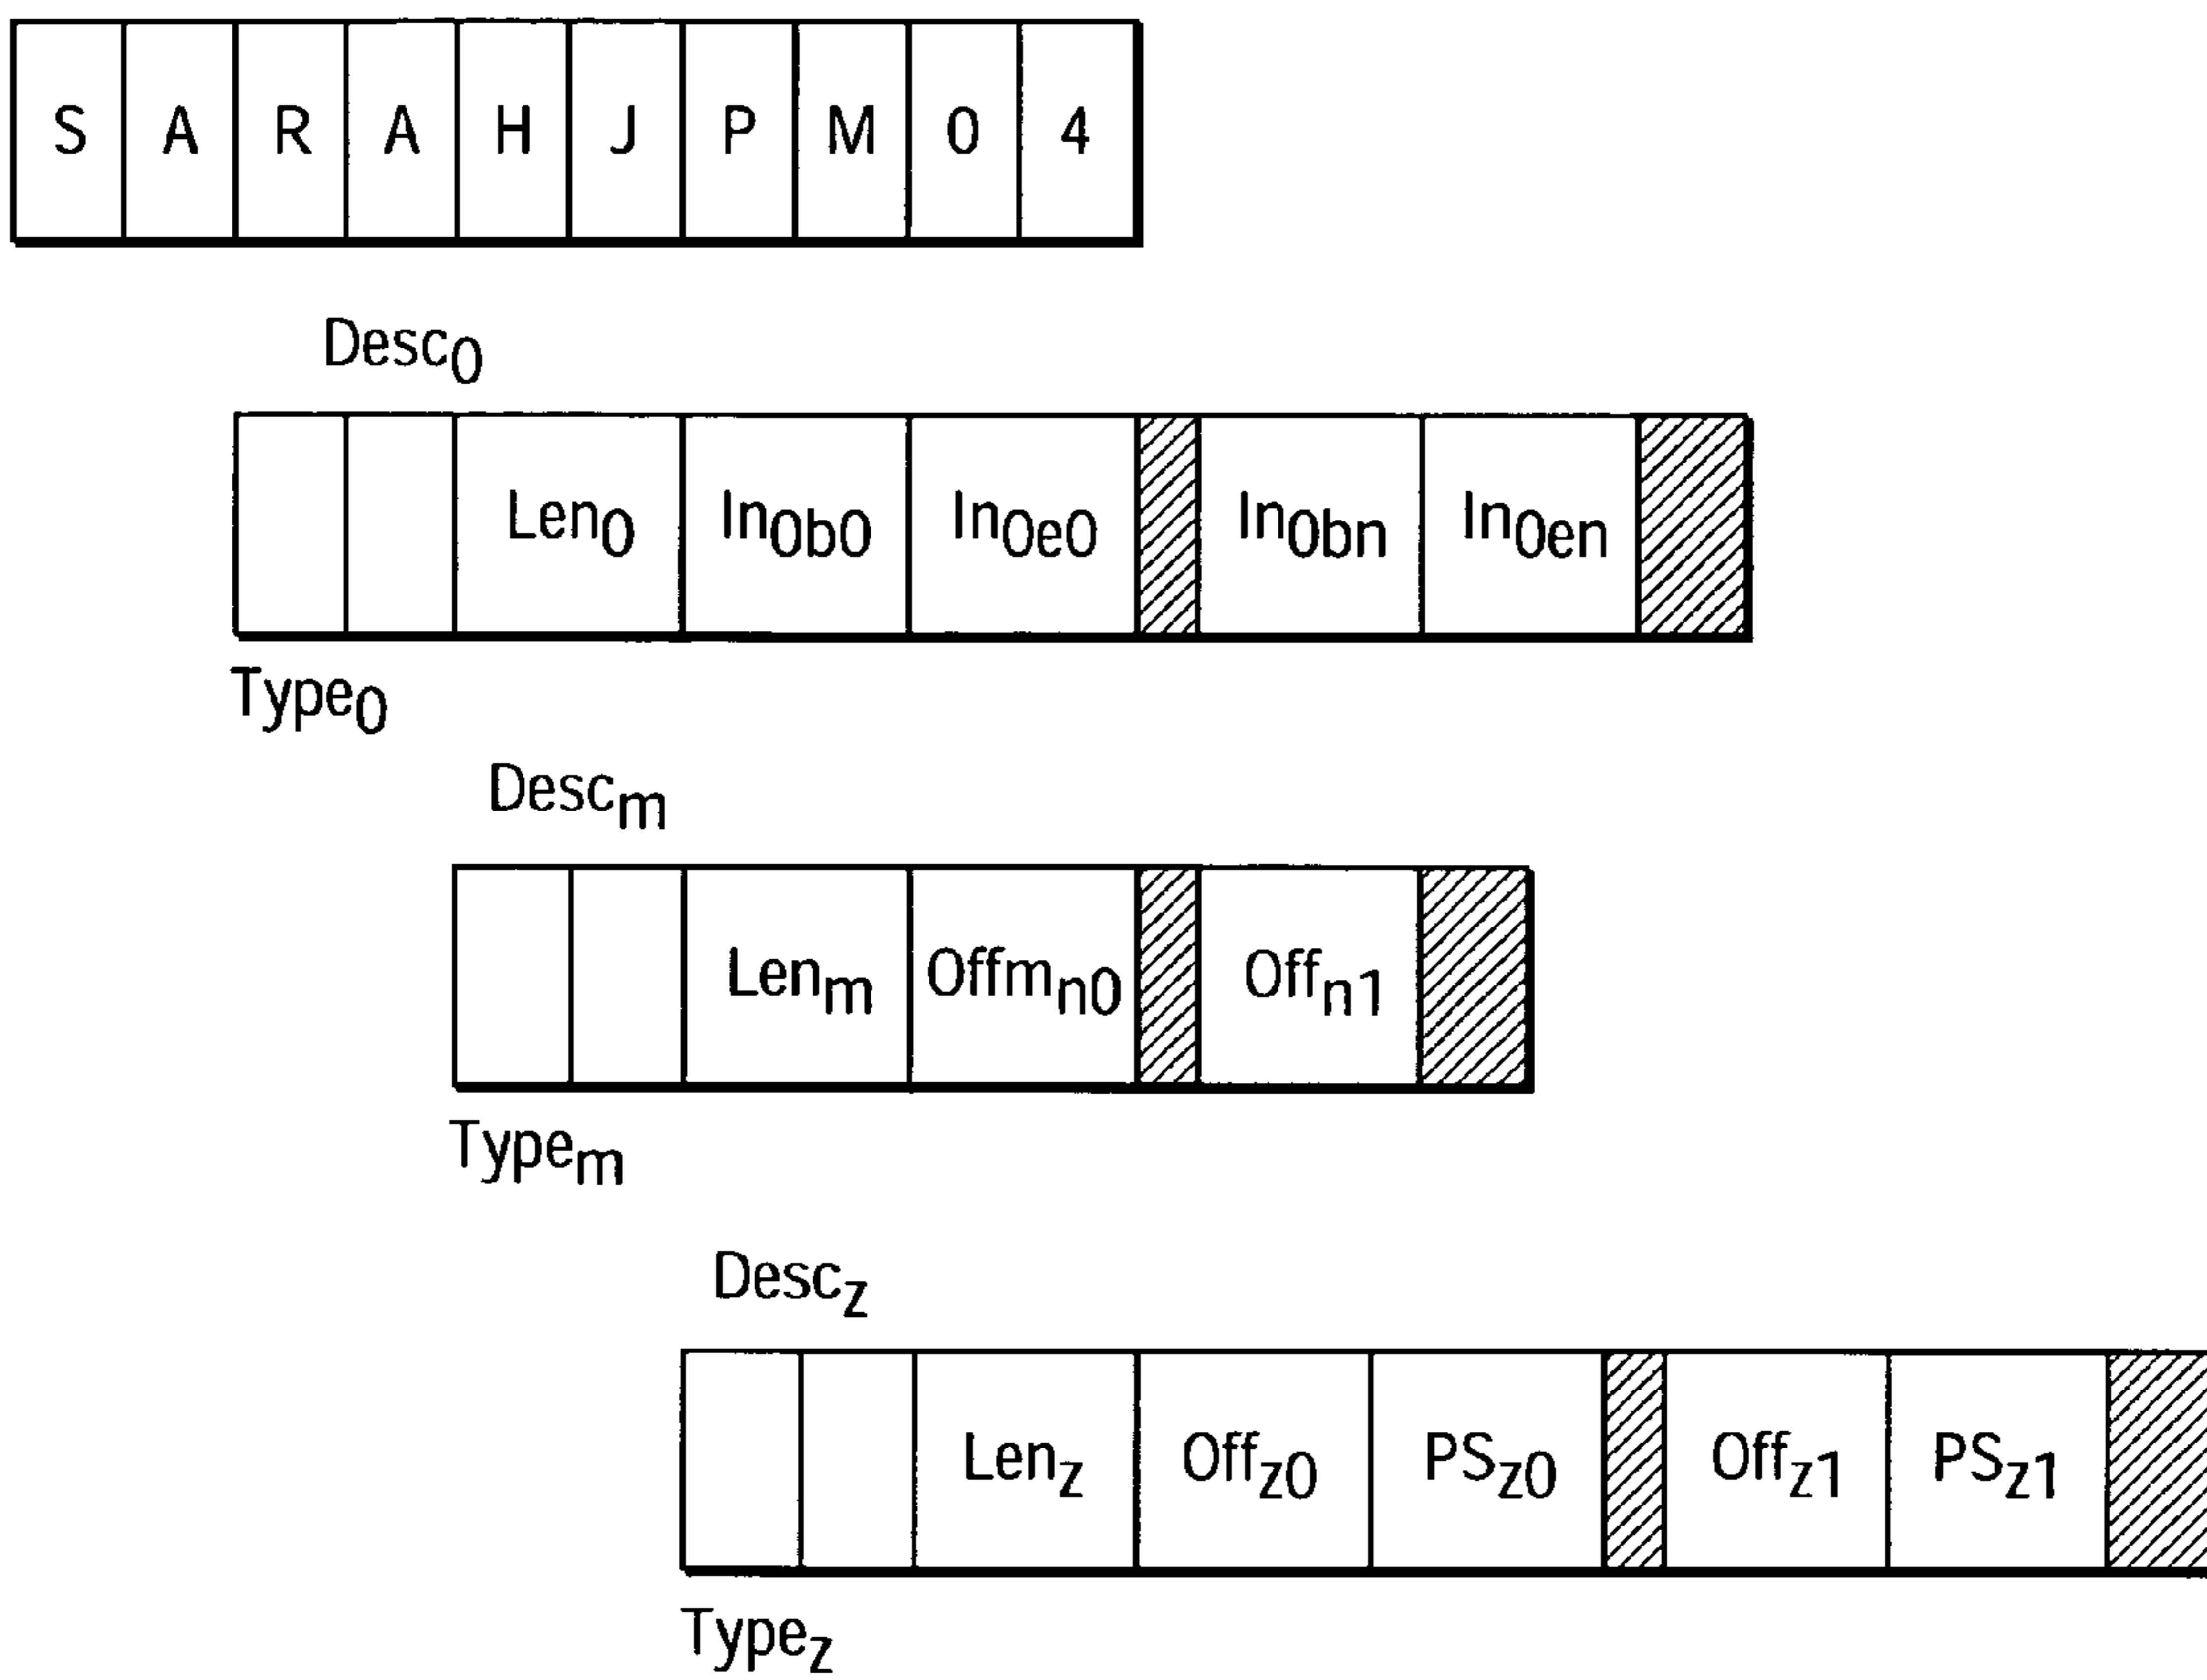 S A R A H J P M 0 4
Desc0
Len0 In0b0 In0e0 In0bn In0en
Type0
Descm
Lenm Offmn0 Offn1
Typem
Descz
Lenz Offz0 PSz0 Offz1 PSz1
Typez